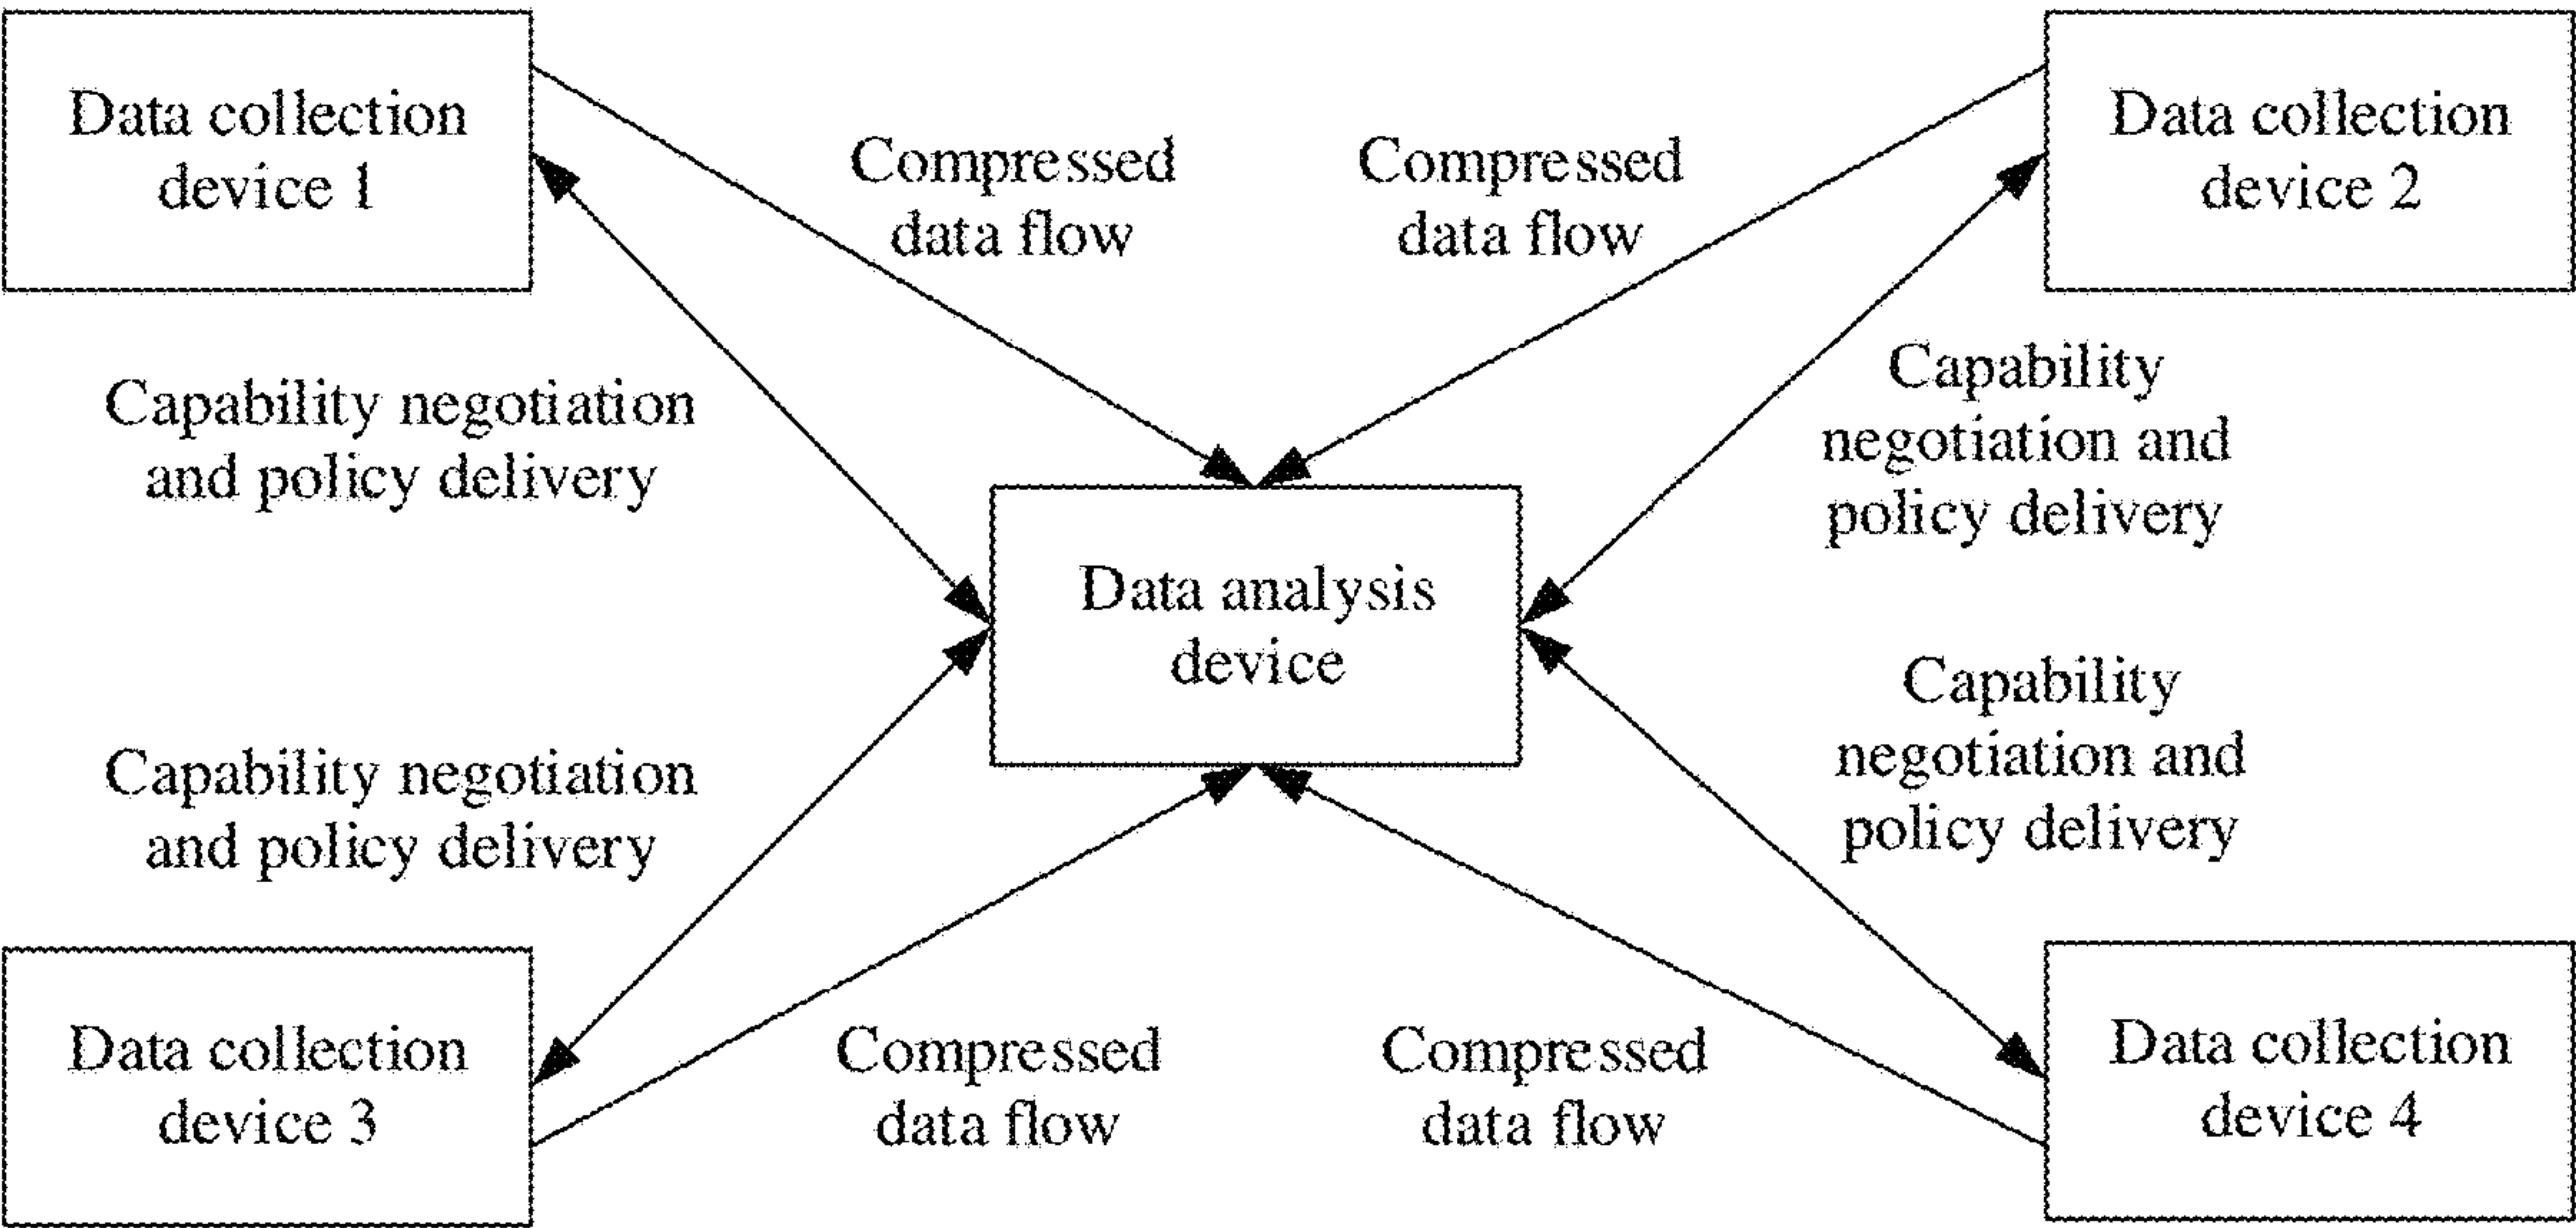 Data collection
device 1
Compressed
data flow
Compressed
data flow
Data collection
device 2
Capability negotiation
and policy delivery
Capability
negotiation and
policy delivery
Data analysis
device
Capability negotiation
and policy delivery
Capability
negotiation and
policy delivery
Data collection
device 3
Compressed
data flow
Compressed
data flow
Data collection
device 4